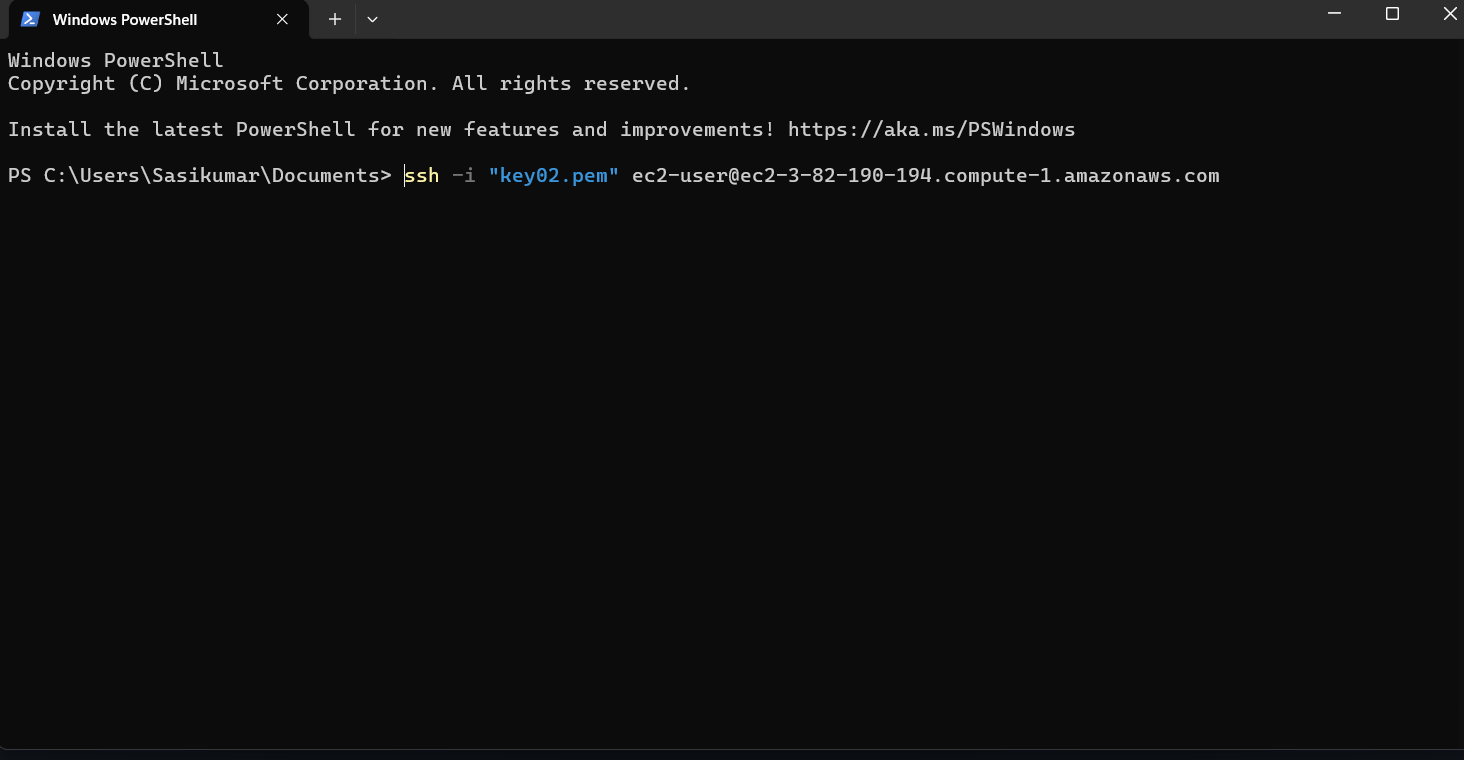 Windows PowerShell
Windows PowerShell
Copyright (C) Microsoft Corporation. All rights reserved.
Install the latest PowerShell for new features and improvements! https://aka.ms/PSWindows
PS C:\Users\Sasikumar\Documents> ssh -i "key02.pem" ec2-user@ec2-3-82-190-194.compute-1.amazonaws.com